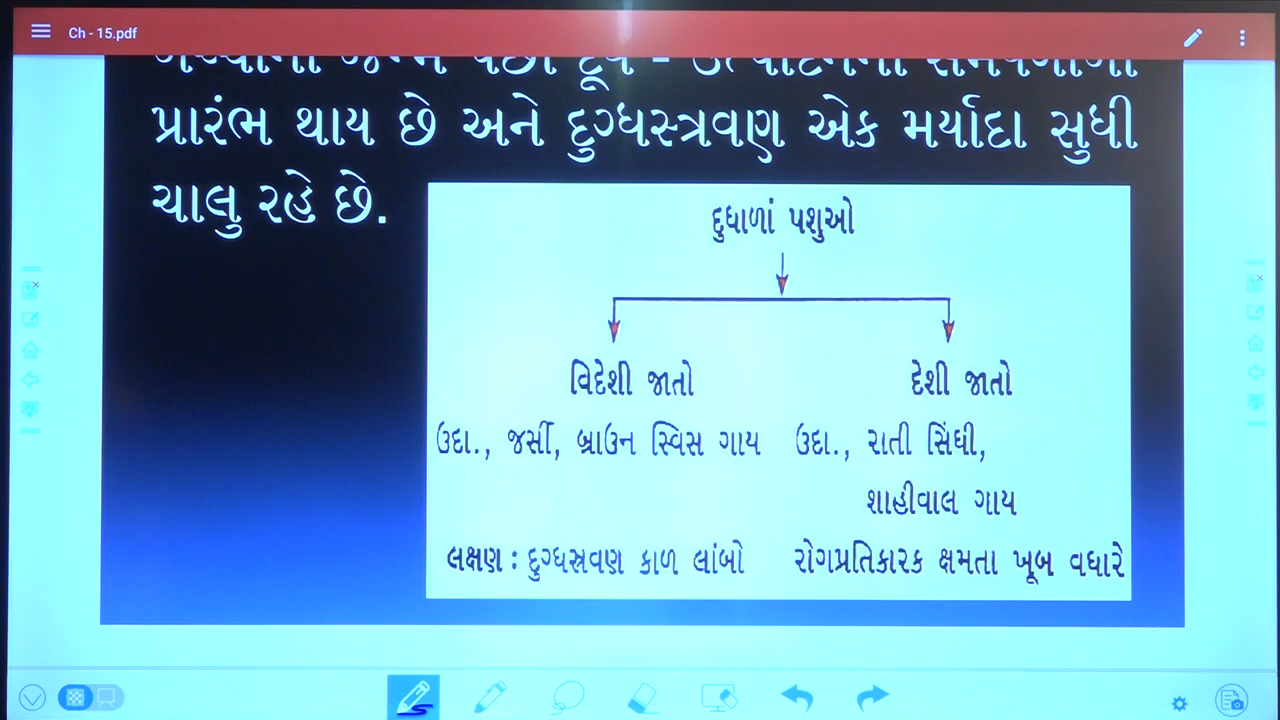 Ch - 15.pdf
પ્રારંભ થાય છે અને દુગ્ધસ્ત્રવણ એક મર્યાદા સુધી
ચાલુ રહે છે.
દુધાળાં પશુઓ
વિદેશી જાતો
દેશી જાતો
ઉદા., જર્સી, બ્રાઉન સ્વિસ ગાય
ઉદા., રાતી સિંધી,
શાહીવાલ ગાય
લક્ષણ : દુગ્ધસ્રવણ કાળ લાંબો
રોગપ્રતિકારક ક્ષમતા ખૂબ વધારે